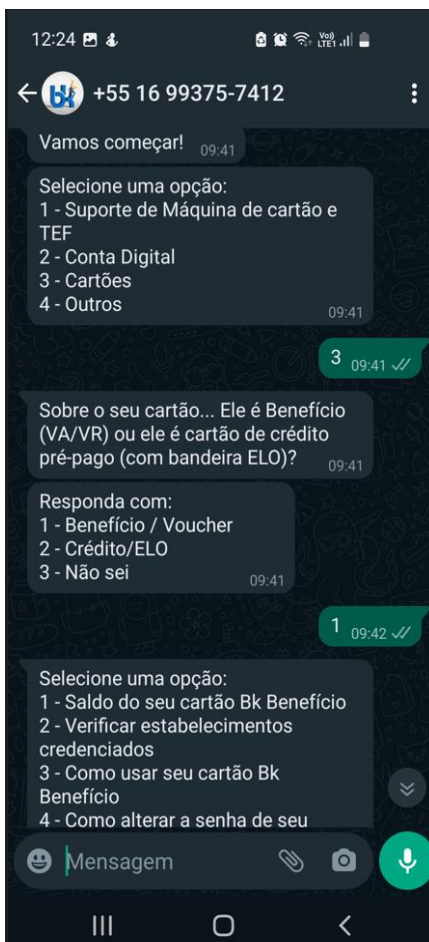 12:24
Vo))
LTE1
bk
+55 16 99375-7412
Vamos começar!
09:41
Selecione uma opção:
1 - Suporte de Máquina de cartão e
TEF
2 - Conta Digital
3 - Cartões
4 - Outros
09:41
3
09:41
Sobre o seu cartão... Ele é Benefício
(VA/VR) ou ele é cartão de crédito
pré-pago (com bandeira ELO)?
09:41
Responda com:
1 - Benefício / Voucher
2 - Crédito/ELO
3 - Não sei
09:41
1
09:42
Selecione uma opção:
1 - Saldo do seu cartão Bk Benefício
2 - Verificar estabelecimentos
credenciados
3 - Como usar seu cartão Bk
Benefício
4 - Como alterar a senha de seu
Mensagem